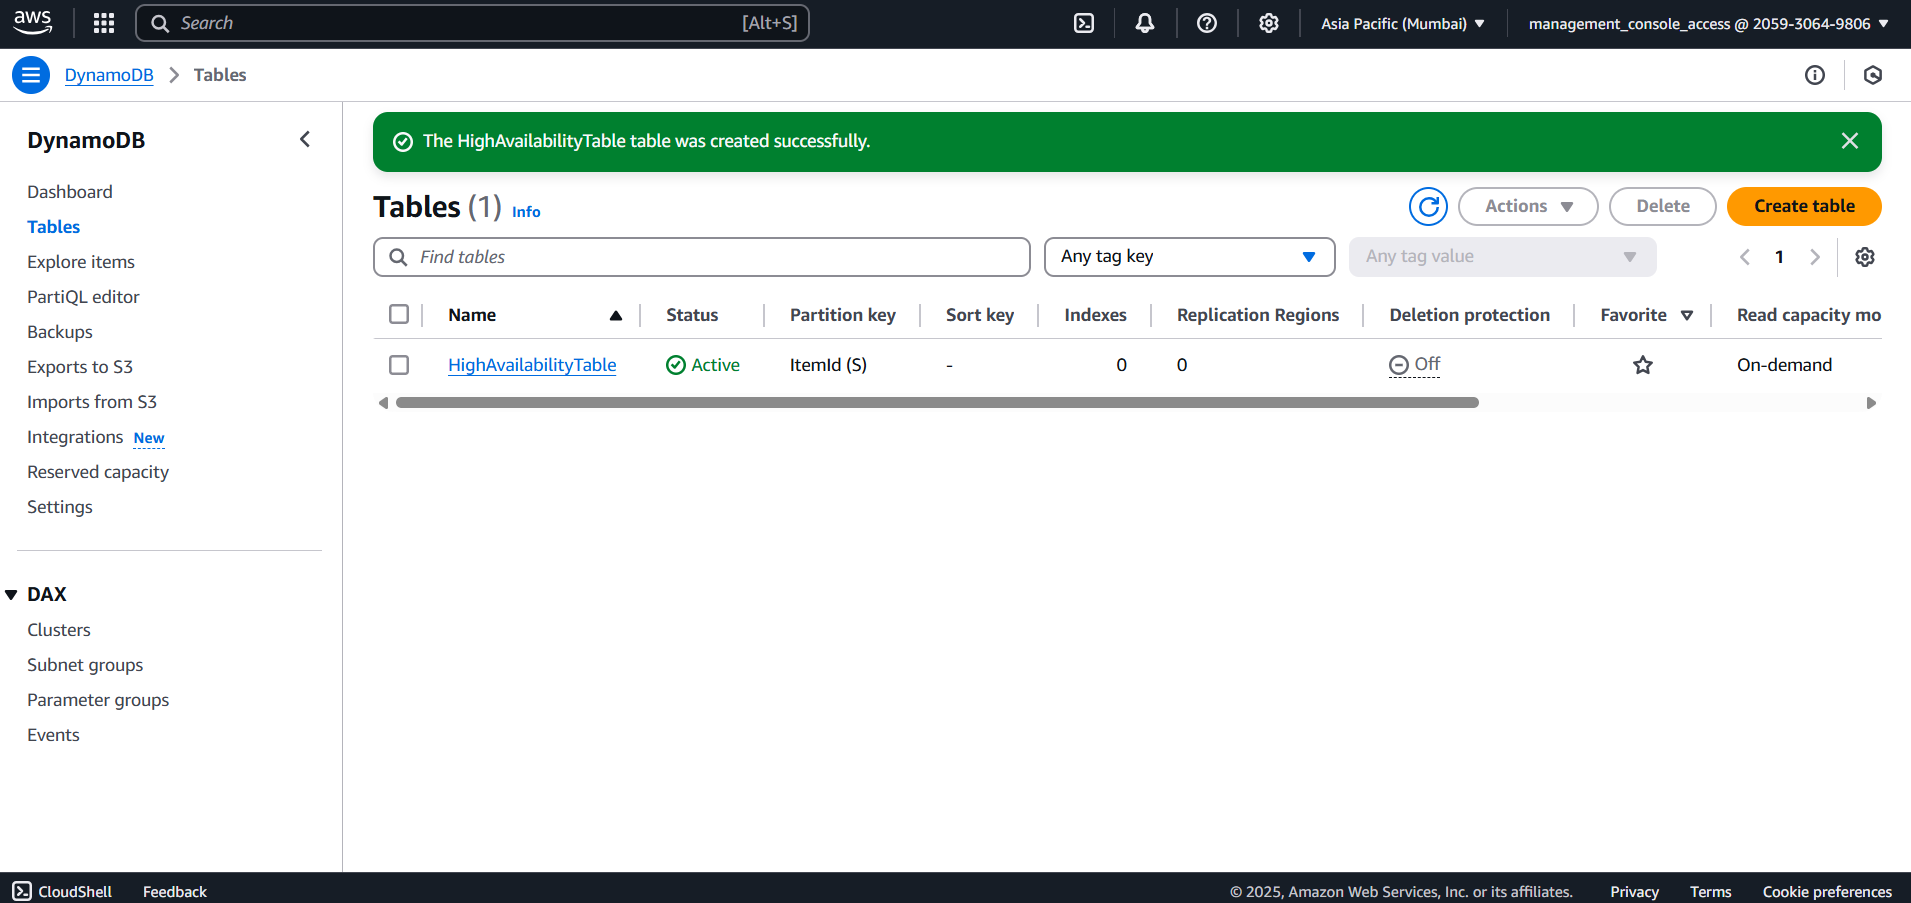 aws
Search [Alt+S]
Asia Pacific (Mumbai)
management_console_access @ 2059-3064-9806
DynamoDB > Tables
DynamoDB
Dashboard
Tables
Explore items
PartiQL editor
Backups
Exports to S3
Imports from S3
Integrations New
Reserved capacity
Settings
DAX
Clusters
Subnet groups
Parameter groups
Events
The HighAvailabilityTable table was created successfully.
Tables (1) Info
Actions
Delete
Create table
Find tables
Any tag key
Any tag value
1
Name Status Partition key Sort key Indexes Replication Regions Deletion protection Favorite Read capacity mo
HighAvailabilityTable Active ItemId (S) - 0 0 Off On-demand
CloudShell Feedback © 2025, Amazon Web Services, Inc. or its affiliates. Privacy Terms Cookie preferences